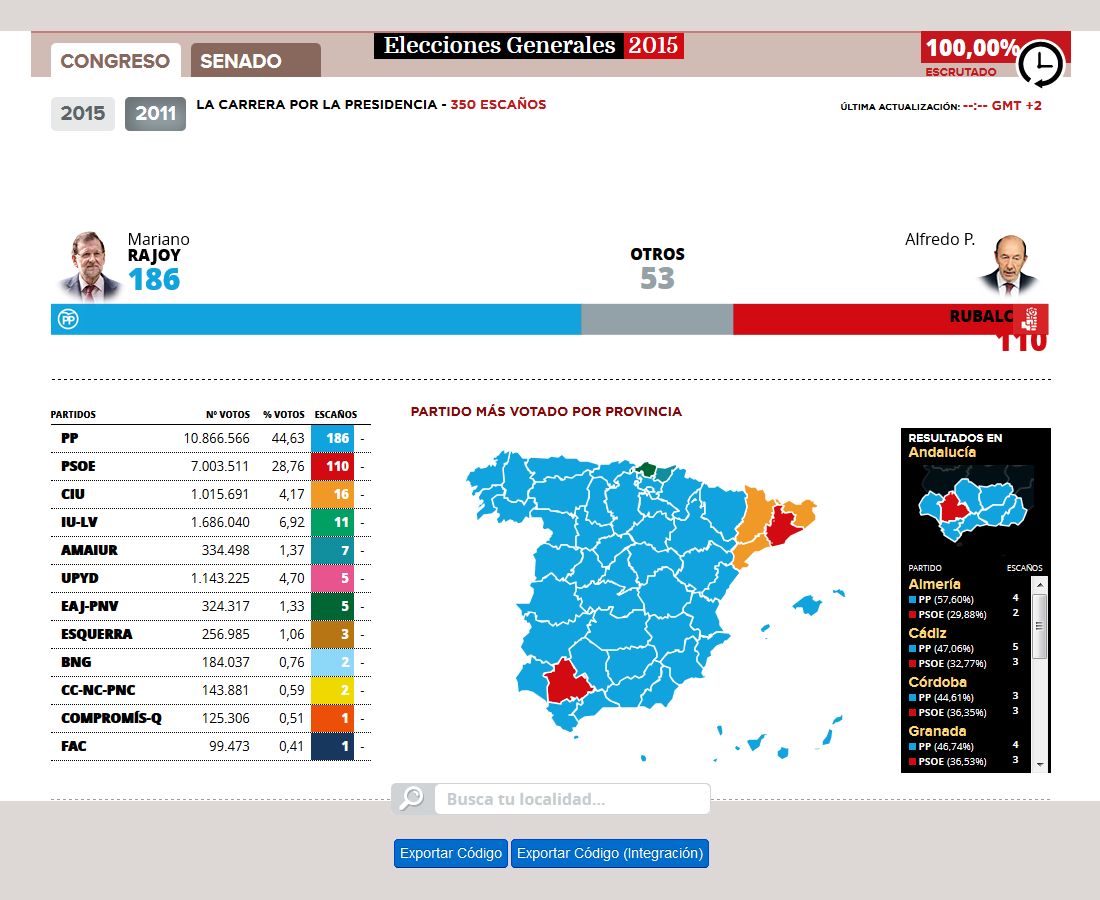 Elecciones Generales 2015
CONGRESO SENADO
100,00%
ESCRUTADO
2015 2011
LA CARRERA POR LA PRESIDENCIA - 350 ESCAÑOS
ÚLTIMA ACTUALIZACIÓN: --:-- GMT +2
Mariano
RAJOY
186
OTROS
53
Alfredo P.
RUBALC
110
PP
PARTIDOS Nº VOTOS % VOTOS ESCAÑOS
PP 10.866.566 44,63 186 -
PSOE 7.003.511 28,76 110 -
CIU 1.015.691 4,17 16 -
IU-LV 1.686.040 6,92 11 -
AMAIUR 334.498 1,37 7 -
UPYD 1.143.225 4,70 5 -
EAJ-PNV 324.317 1,33 5 -
ESQUERRA 256.985 1,06 3 -
BNG 184.037 0,76 2 -
CC-NC-PNC 143.881 0,59 2 -
COMPROMÍS-Q 125.306 0,51 1 -
FAC 99.473 0,41 1 -
PARTIDO MÁS VOTADO POR PROVINCIA
RESULTADOS EN
Andalucía
PARTIDO ESCAÑOS
Almería
PP (57,60%) 4
PSOE (29,88%) 2
Cádiz
PP (47,06%) 5
PSOE (32,77%) 3
Córdoba
PP (44,61%) 3
PSOE (36,35%) 3
Granada
PP (46,74%) 4
PSOE (36,53%) 3
Busca tu localidad...
Exportar Código Exportar Código (Integración)